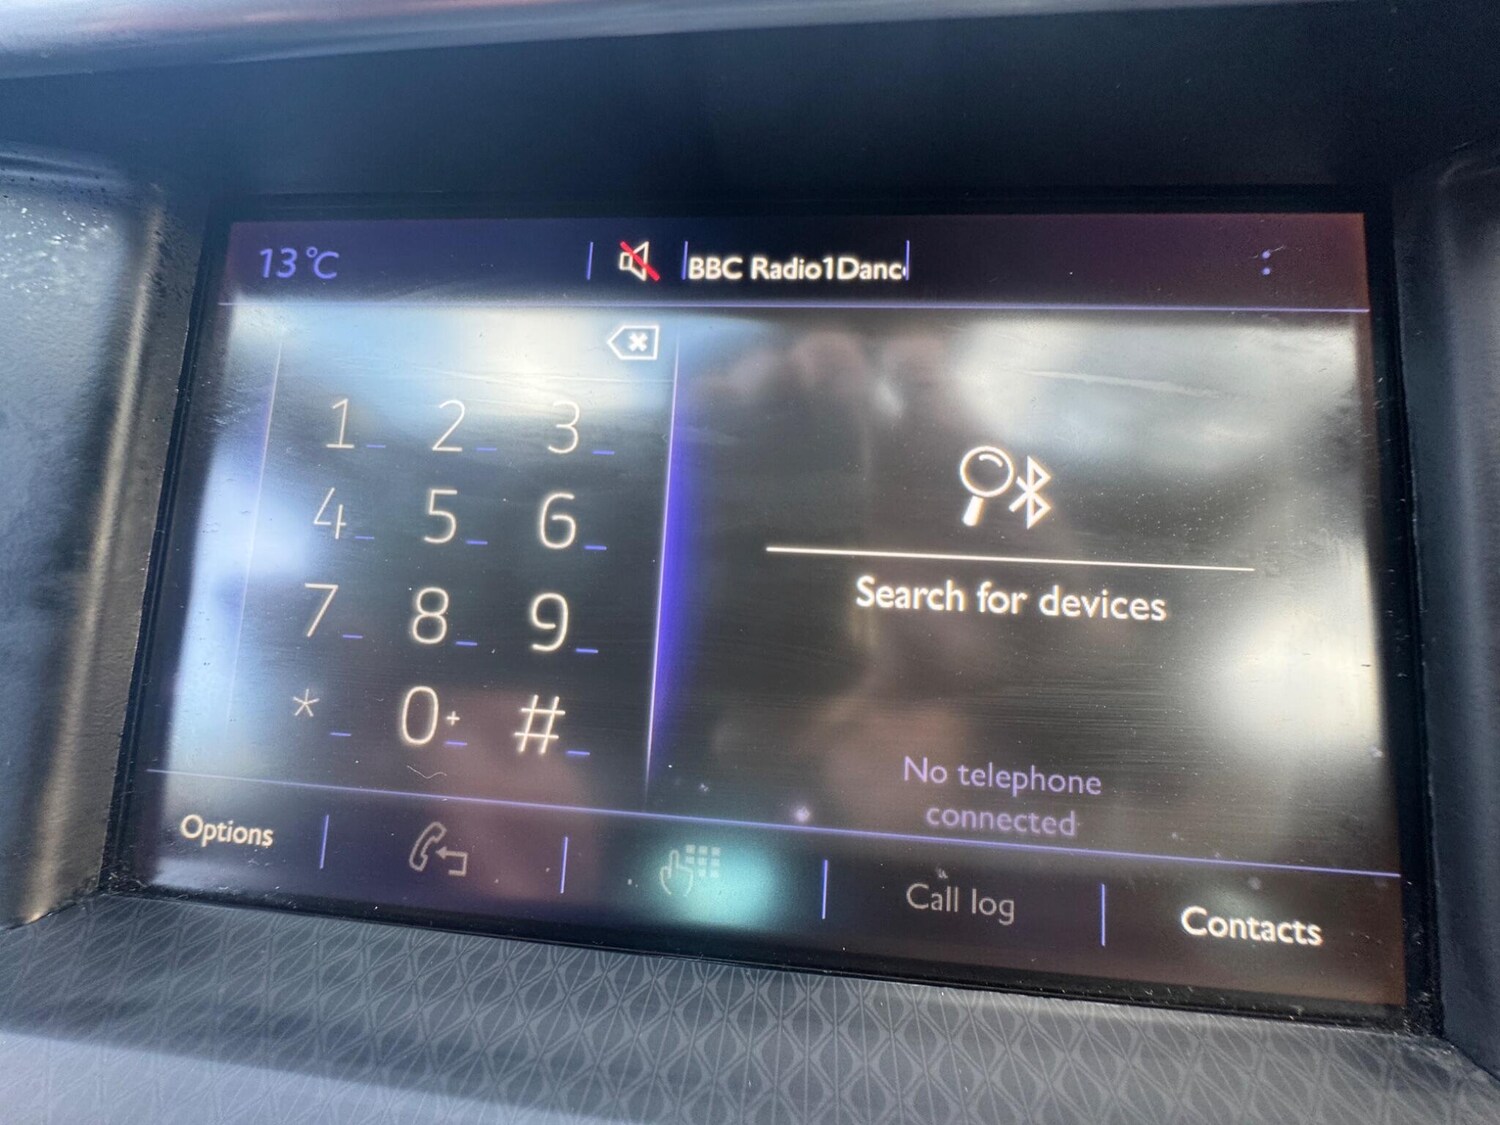 13°C
BBC Radio1Danc
1 2 3
4 5 6
7 8 9
* 0+ #
Search for devices
No telephone
connected
Options
Call log
Contacts